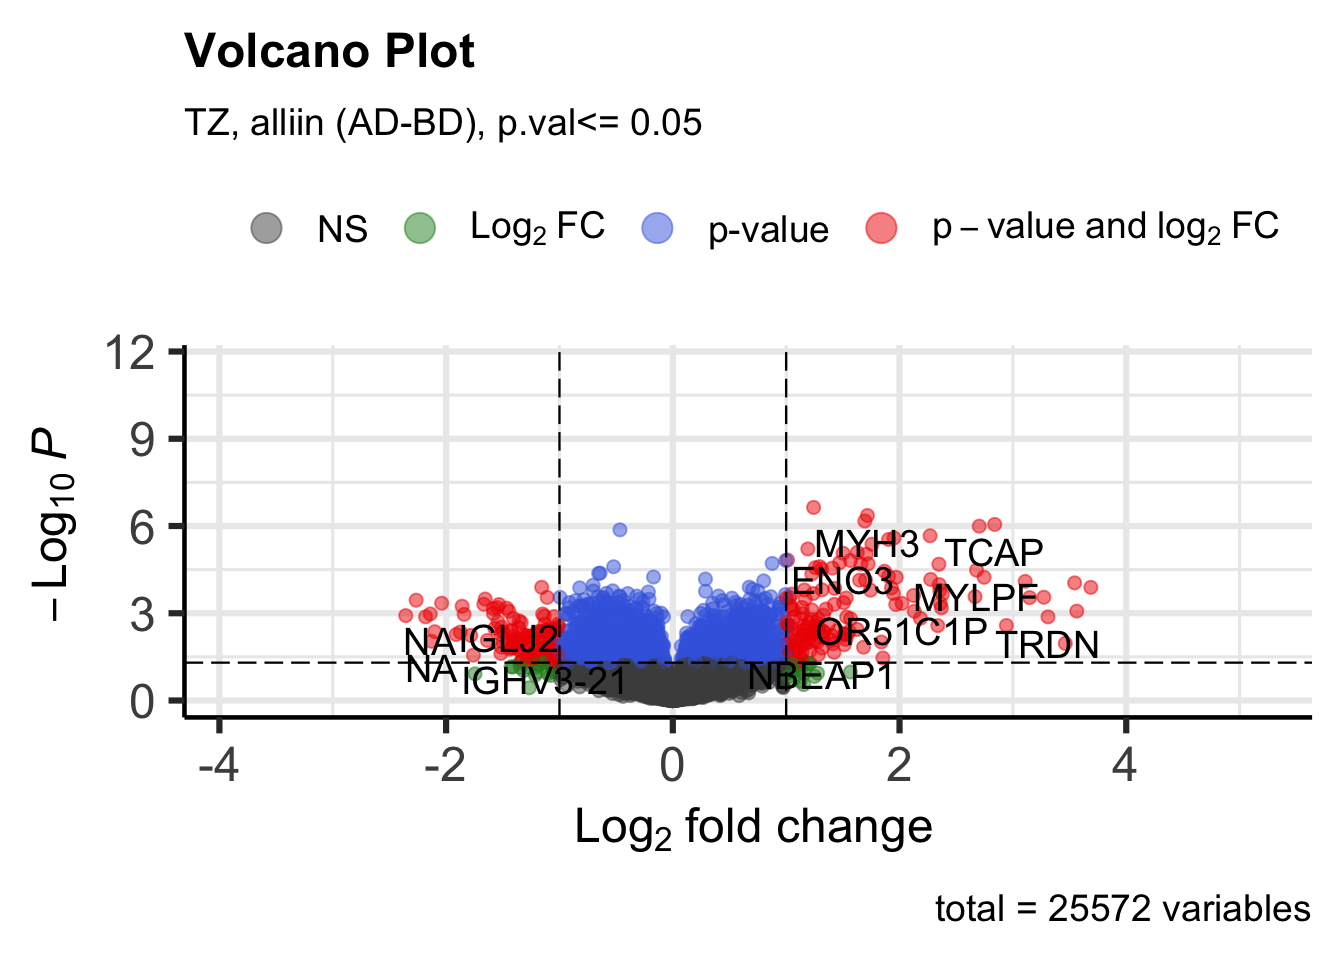 Volcano Plot
TZ, alliin (AD-BD), p.val<= 0.05
NS Log₂ FC p-value p – value and log₂ FC
12
9
6
3
0
–Log₁₀ P
MYH3
TCAP
ENO3
MYLPF
OR51C1P
TRDN
NA
IGLJ2
NA
IGHV3-21
NBEAP1
-4 -2 0 2 4
Log₂ fold change
total = 25572 variables